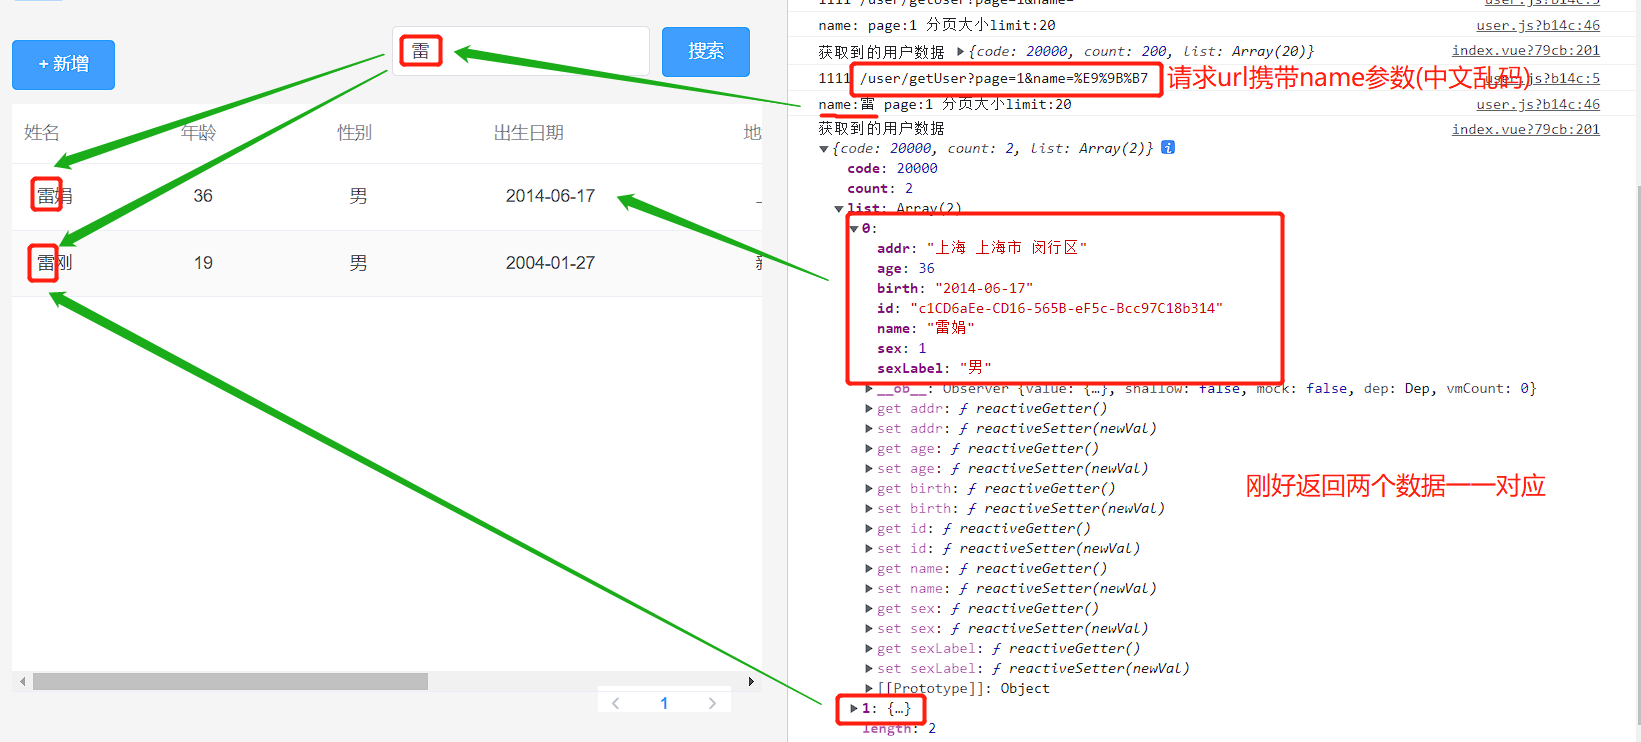 + 新增
雷
搜索
姓名 年龄 性别 出生日期 地
雷娟 36 男 2014-06-17
雷刚 19 男 2004-01-27
1
user.js?b14c:5
name: page:1 分页大小limit:20 user.js?b14c:46
获取到的用户数据 {code: 20000, count: 200, list: Array(20)} index.vue?79cb:201
1111 /user/getUser?page=1&name=%E9%9B%B7 user.js?b14c:5
请求url携带name参数(中文乱码)
name:雷 page:1 分页大小limit:20 user.js?b14c:46
获取到的用户数据 index.vue?79cb:201
{code: 20000, count: 2, list: Array(2)} i
code: 20000
count: 2
list: Array(2)
0:
addr: "上海 上海市 闵行区"
age: 36
birth: "2014-06-17"
id: "c1CD6aEe-CD16-565B-eF5c-Bcc97C18b314"
name: "雷娟"
sex: 1
sexLabel: "男"
__ob__: Observer {value: {…}, shallow: false, mock: false, dep: Dep, vmCount: 0}
get addr: ƒ reactiveGetter()
set addr: ƒ reactiveSetter(newVal)
get age: ƒ reactiveGetter()
set age: ƒ reactiveSetter(newVal)
get birth: ƒ reactiveGetter()
set birth: ƒ reactiveSetter(newVal)
get id: ƒ reactiveGetter()
set id: ƒ reactiveSetter(newVal)
get name: ƒ reactiveGetter()
set name: ƒ reactiveSetter(newVal)
get sex: ƒ reactiveGetter()
set sex: ƒ reactiveSetter(newVal)
get sexLabel: ƒ reactiveGetter()
set sexLabel: ƒ reactiveSetter(newVal)
[[Prototype]]: Object
1: {…}
length: 2
刚好返回两个数据一一对应